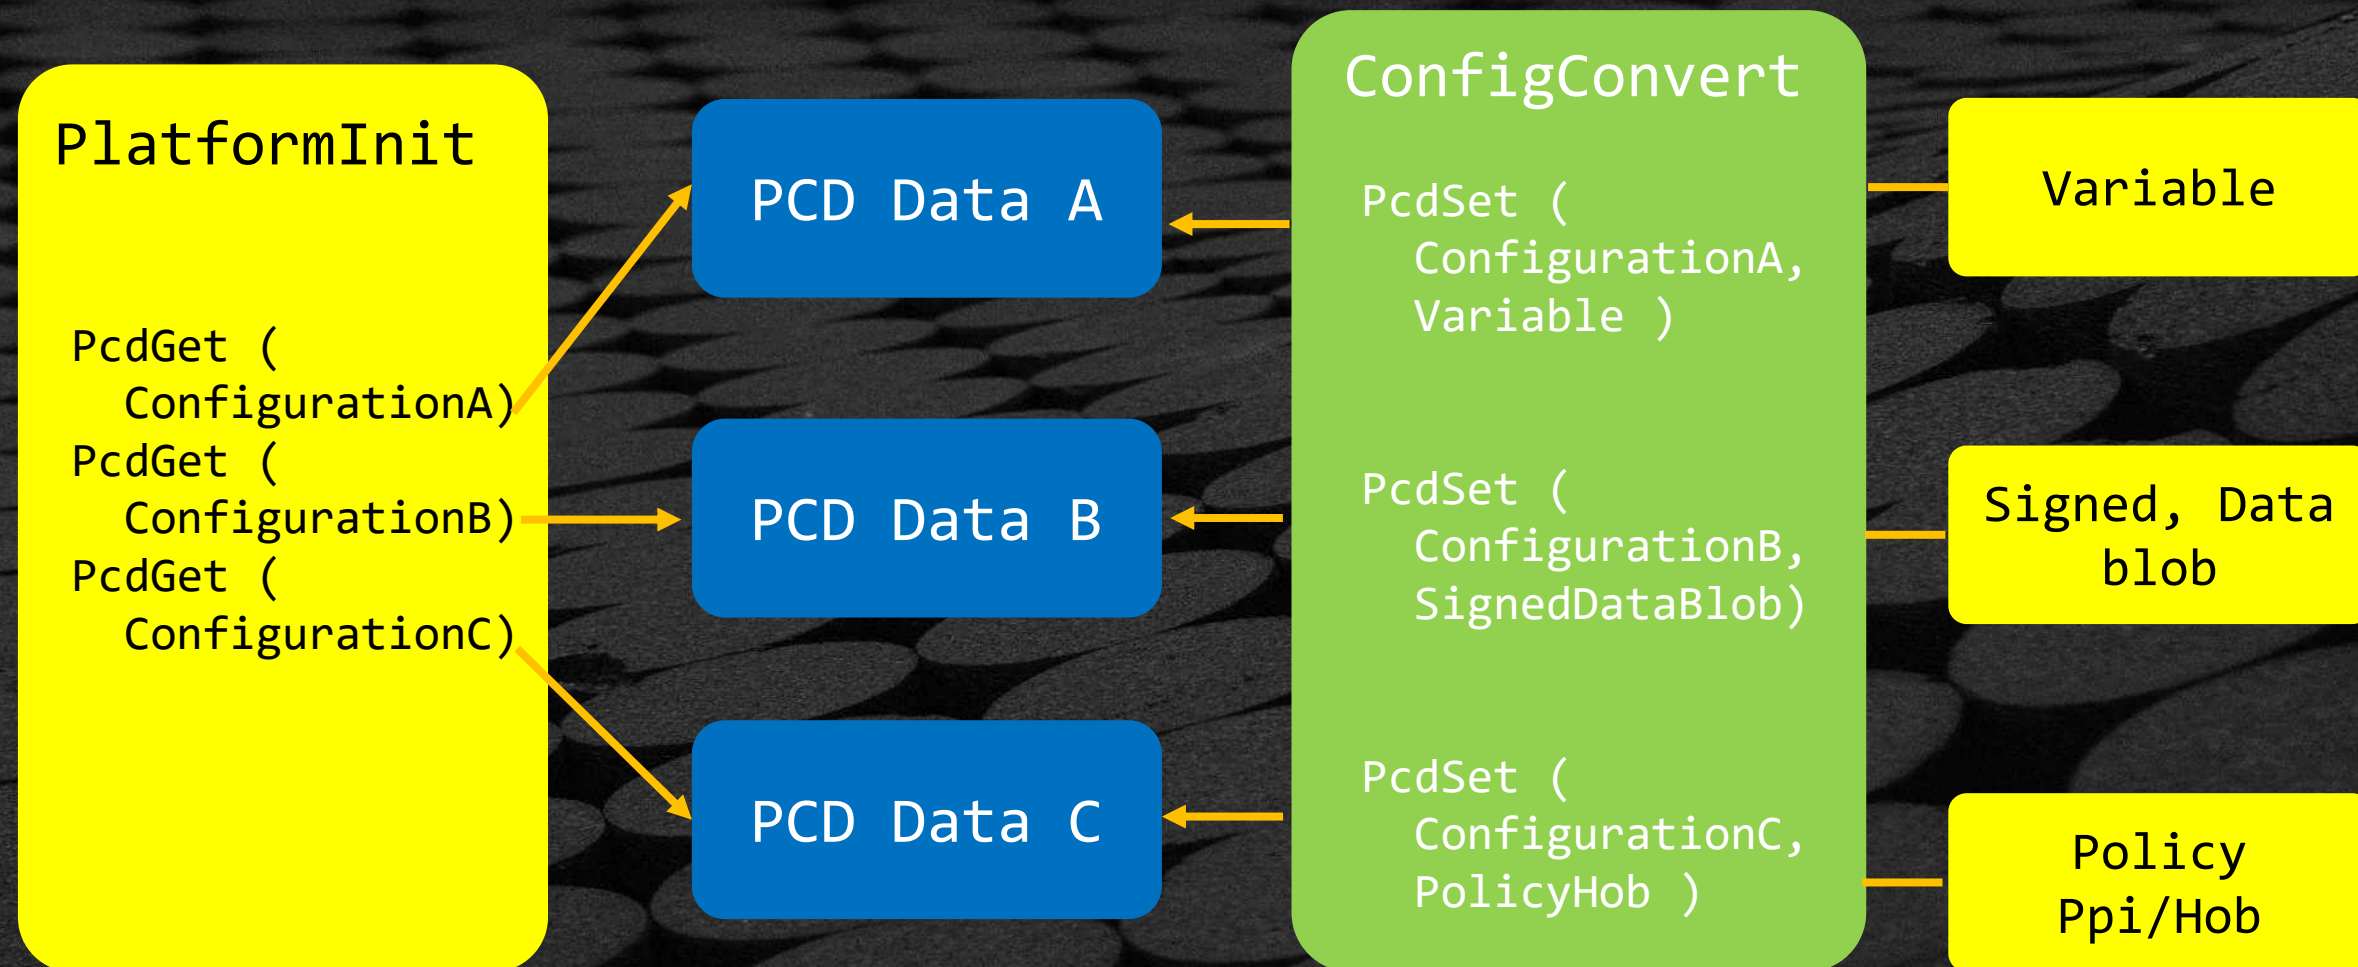 PlatformInit
PcdGet (
ConfigurationA)
PcdGet (
ConfigurationB)
PcdGet (
ConfigurationC)
PCD Data A
PCD Data B
PCD Data C
ConfigConvert
PcdSet (
ConfigurationA,
Variable )
PcdSet (
ConfigurationB,
SignedDataBlob)
PcdSet (
ConfigurationC,
PolicyHob )
Variable
Signed, Data
blob
Policy
Ppi/Hob